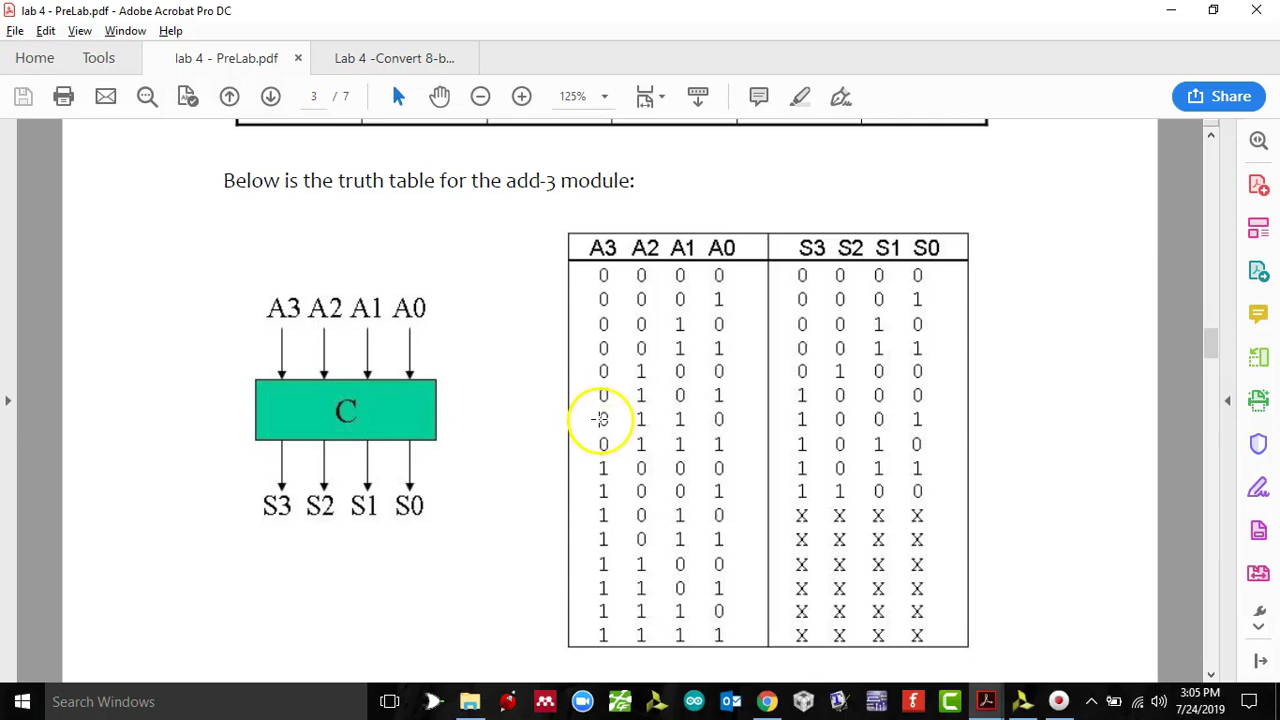 lab 4 - PreLab.pdf - Adobe Acrobat Pro DC
File Edit View Window Help
Home Tools lab 4 - PreLab.pdf × Lab 4 -Convert 8-b...
3 / 7 125% Share
Below is the truth table for the add-3 module:
A3 A2 A1 A0
C
S3 S2 S1 S0
A3 A2 A1 A0 S3 S2 S1 S0
0 0 0 0 0 0 0 0
0 0 0 1 0 0 0 1
0 0 1 0 0 0 1 0
0 0 1 1 0 0 1 1
0 1 0 0 0 1 0 0
0 1 0 1 1 0 0 0
0 1 1 0 1 0 0 1
0 1 1 1 1 0 1 0
1 0 0 0 1 0 1 1
1 0 0 1 1 1 0 0
1 0 1 0 X X X X
1 0 1 1 X X X X
1 1 0 0 X X X X
1 1 0 1 X X X X
1 1 1 0 X X X X
1 1 1 1 X X X X
Search Windows
3:05 PM
7/24/2019